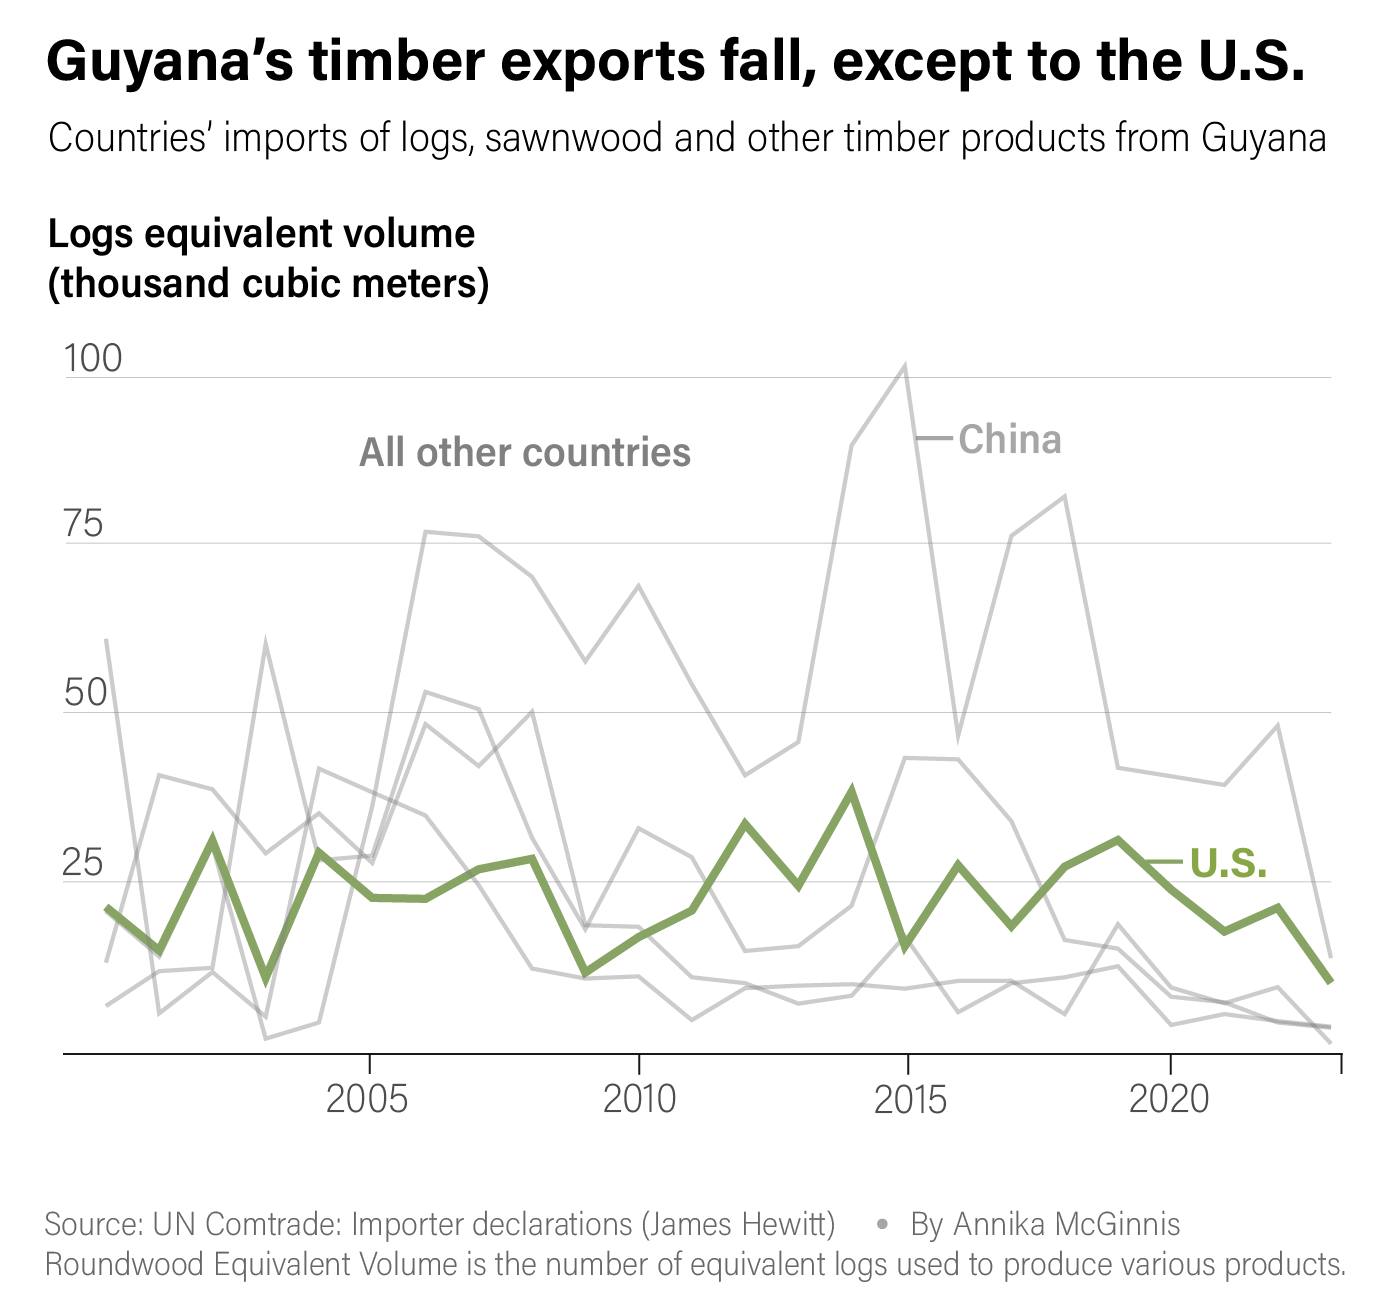 Guyana’s timber exports fall, except to the U.S.
Countries’ imports of logs, sawnwood and other timber products from Guyana
Logs equivalent volume
(thousand cubic meters)
100
All other countries
China
75
50
25
U.S.
2005 2010 2015 2020
Source: UN Comtrade: Importer declarations (James Hewitt) • By Annika McGinnis
Roundwood Equivalent Volume is the number of equivalent logs used to produce various products.